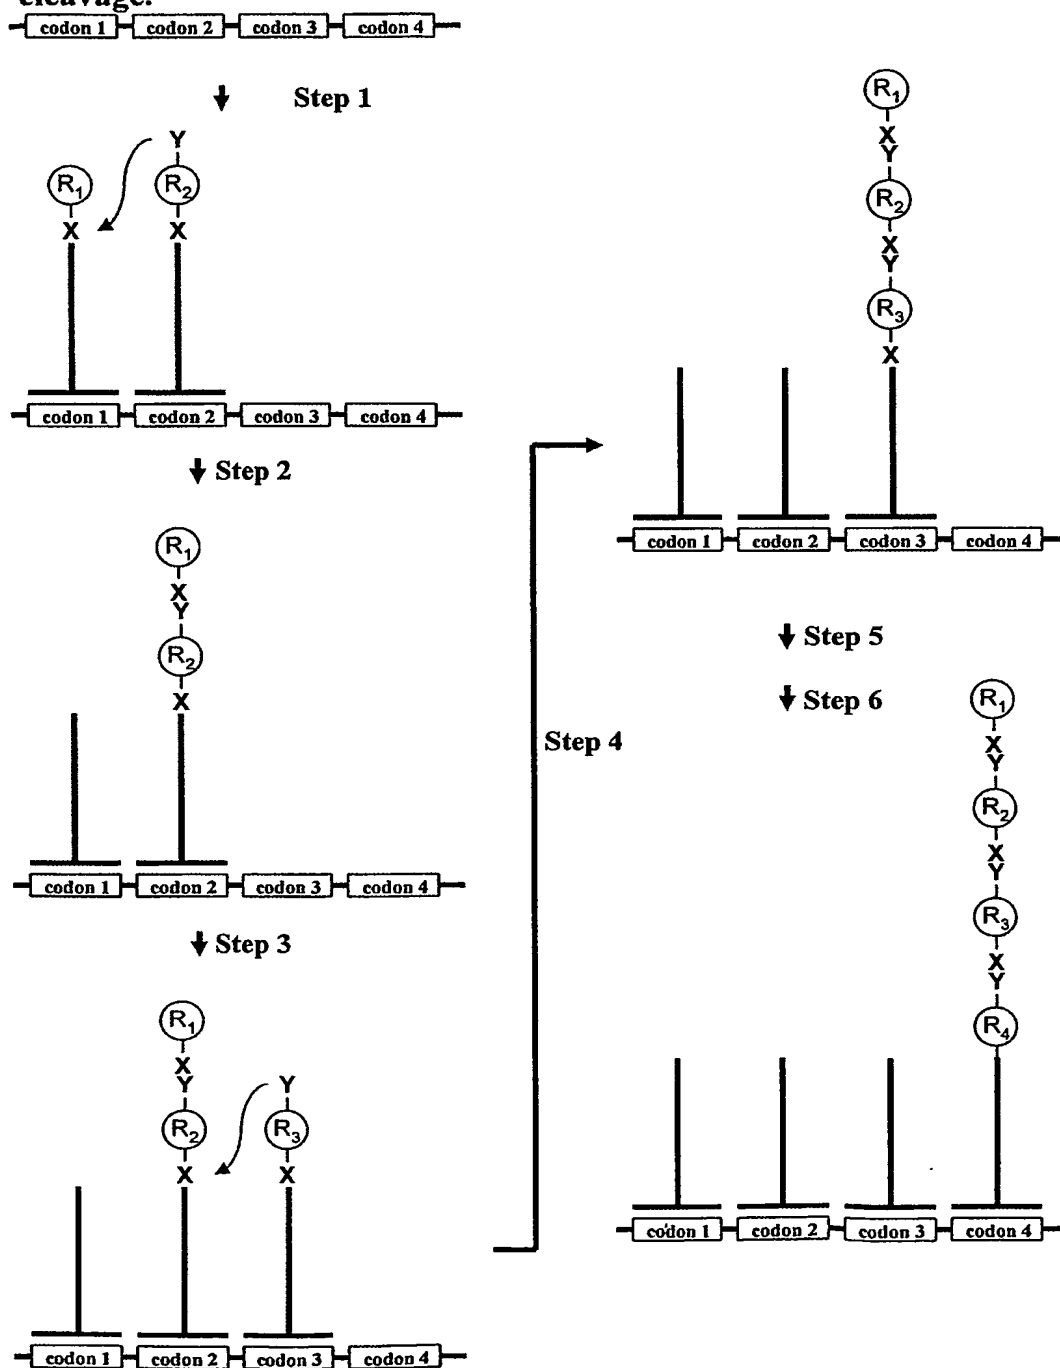 cleavage.
codon 1 codon 2 codon 3 codon 4
Step 1
Y
R1 R2
X X
codon 1 codon 2 codon 3 codon 4
Step 2
R1
X
Y
R2
X
codon 1 codon 2 codon 3 codon 4
Step 3
R1
X
Y Y
R2 R3
X X
codon 1 codon 2 codon 3 codon 4
Step 4
R1
X
Y
R2
X
Y
R3
X
codon 1 codon 2 codon 3 codon 4
Step 5
Step 6
R1
X
Y
R2
X
Y
R3
X
Y
R4
codon 1 codon 2 codon 3 codon 4